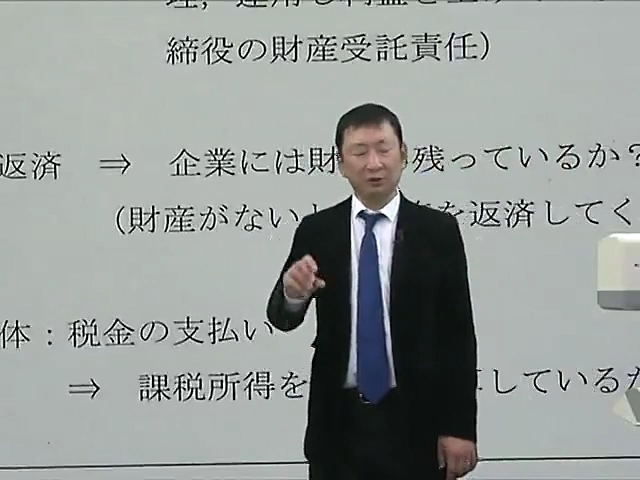 締役の財産受託責任)
返済 ⇒ 企業には財 残っているか?
(財産がない を返済してく
体：税金の支払い
⇒ 課税所得を しているか